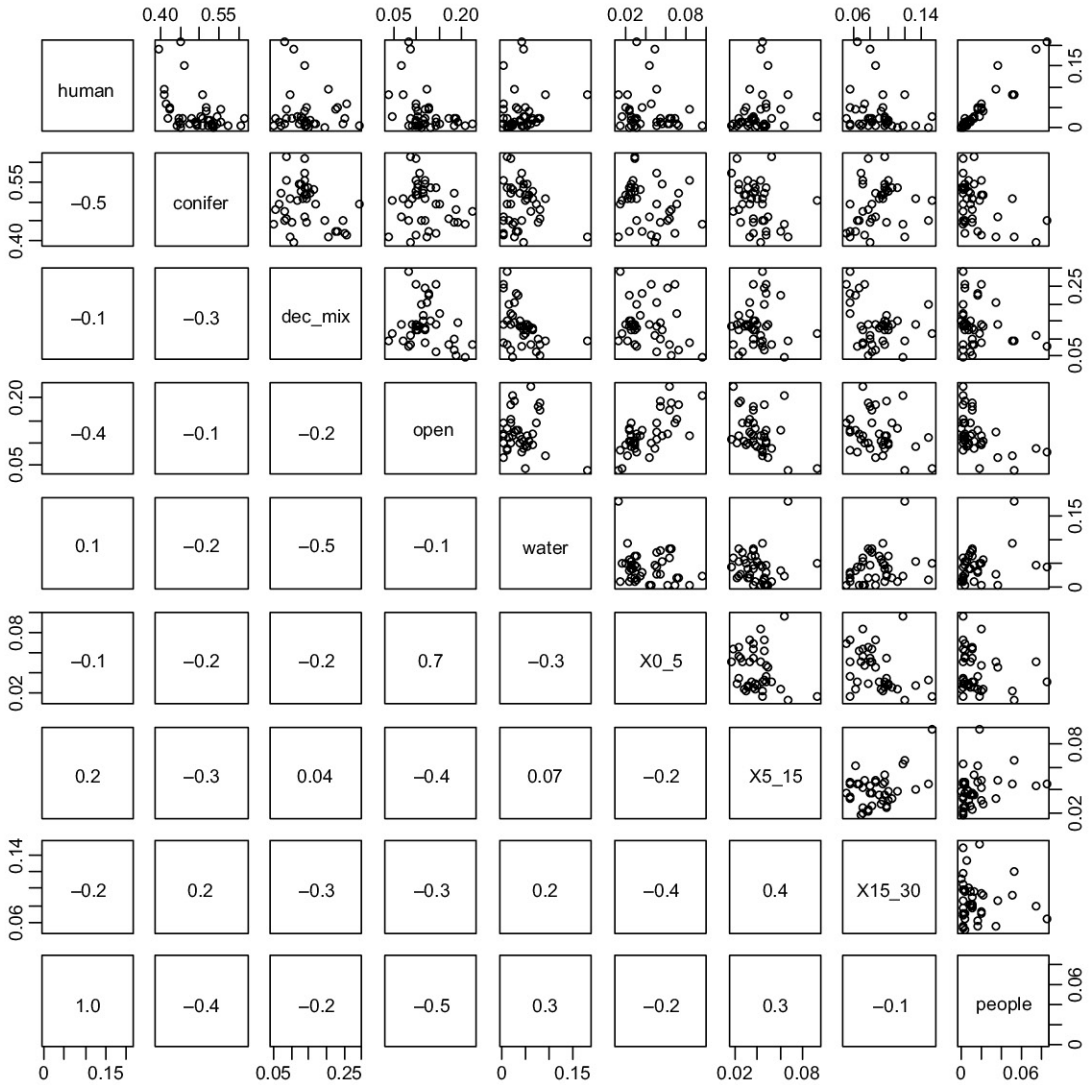 0.40 0.55 0.05 0.20 0.02 0.08 0.06 0.14
human 0 0.15
0.40 0.55 –0.5 conifer
–0.1 –0.3 dec_mix 0.05 0.25
0.05 0.20 –0.4 –0.1 –0.2 open
0.1 –0.2 –0.5 –0.1 water 0 0.15
0.02 0.08 –0.1 –0.2 –0.2 0.7 –0.3 X0_5
0.2 –0.3 0.04 –0.4 0.07 –0.2 X5_15 0.02 0.08
0.06 0.14 –0.2 0.2 –0.3 –0.3 0.2 –0.4 0.4 X15_30
1.0 –0.4 –0.2 –0.5 0.3 –0.2 0.3 –0.1 people 0 0.06
0 0.15 0.05 0.25 0 0.15 0.02 0.08 0 0.06